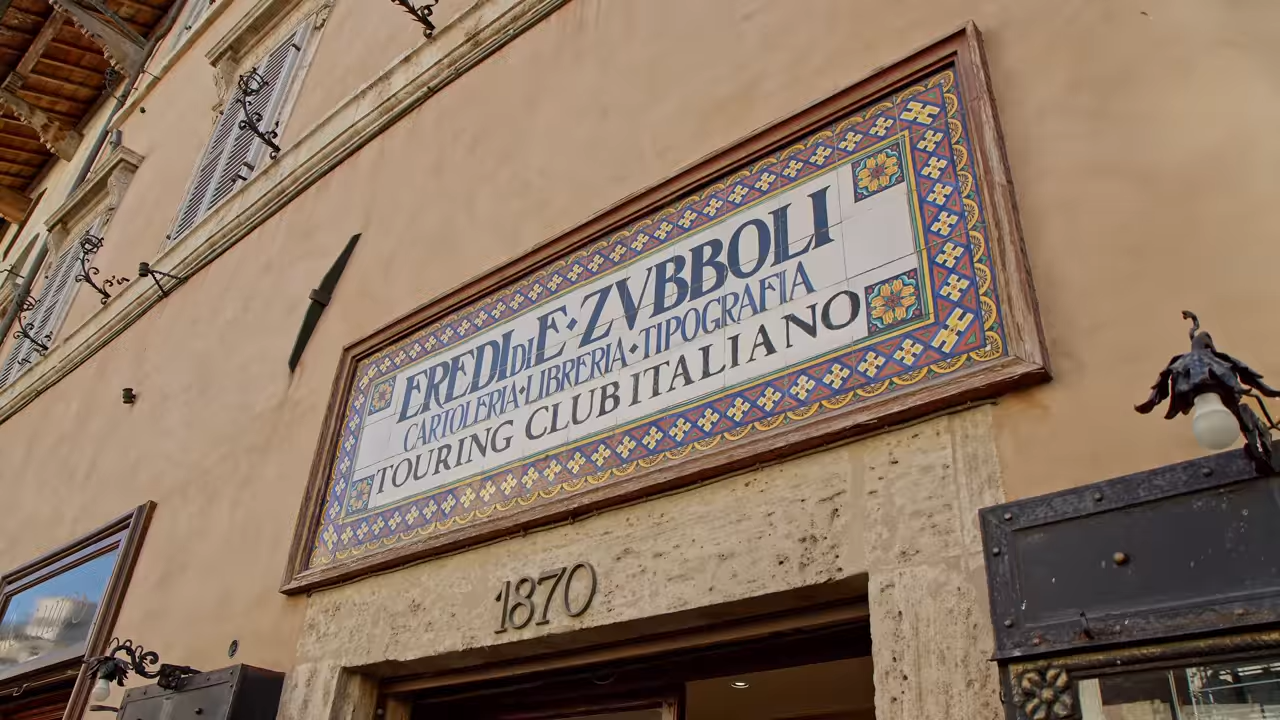 EREDI DI E · ZVBBOLI
CARTOLERIA · LIBRERIA · TIPOGRAFIA
TOURING CLUB ITALIANO
1870